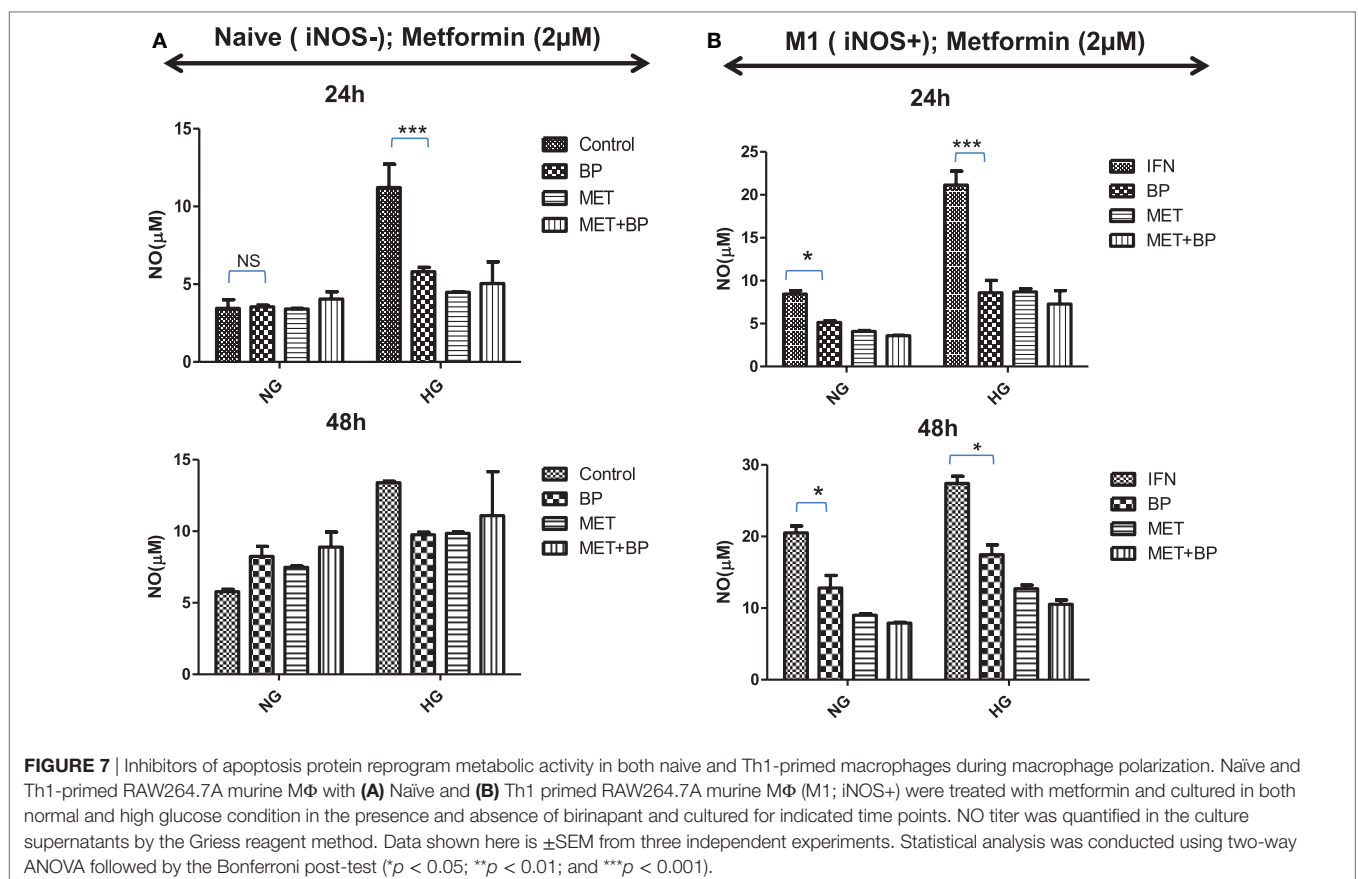 A
Naive ( iNOS-); Metformin (2µM)
24h
15
10
5
0
NO(µM)
NS
***
NG
HG
Control
BP
MET
MET+BP
48h
15
10
5
0
NO(µM)
NG
HG
Control
BP
MET
MET+BP
B
M1 ( iNOS+); Metformin (2µM)
24h
25
20
15
10
5
0
NO(µM)
*
***
NG
HG
IFN
BP
MET
MET+BP
48h
30
20
10
0
NO(µM)
*
*
NG
HG
IFN
BP
MET
MET+BP
FIGURE 7 | Inhibitors of apoptosis protein reprogram metabolic activity in both naive and Th1-primed macrophages during macrophage polarization. Naïve and
Th1-primed RAW264.7A murine MΦ with (A) Naïve and (B) Th1 primed RAW264.7A murine MΦ (M1; iNOS+) were treated with metformin and cultured in both
normal and high glucose condition in the presence and absence of birinapant and cultured for indicated time points. NO titer was quantified in the culture
supernatants by the Griess reagent method. Data shown here is ±SEM from three independent experiments. Statistical analysis was conducted using two-way
ANOVA followed by the Bonferroni post-test (*p < 0.05; **p < 0.01; and ***p < 0.001).